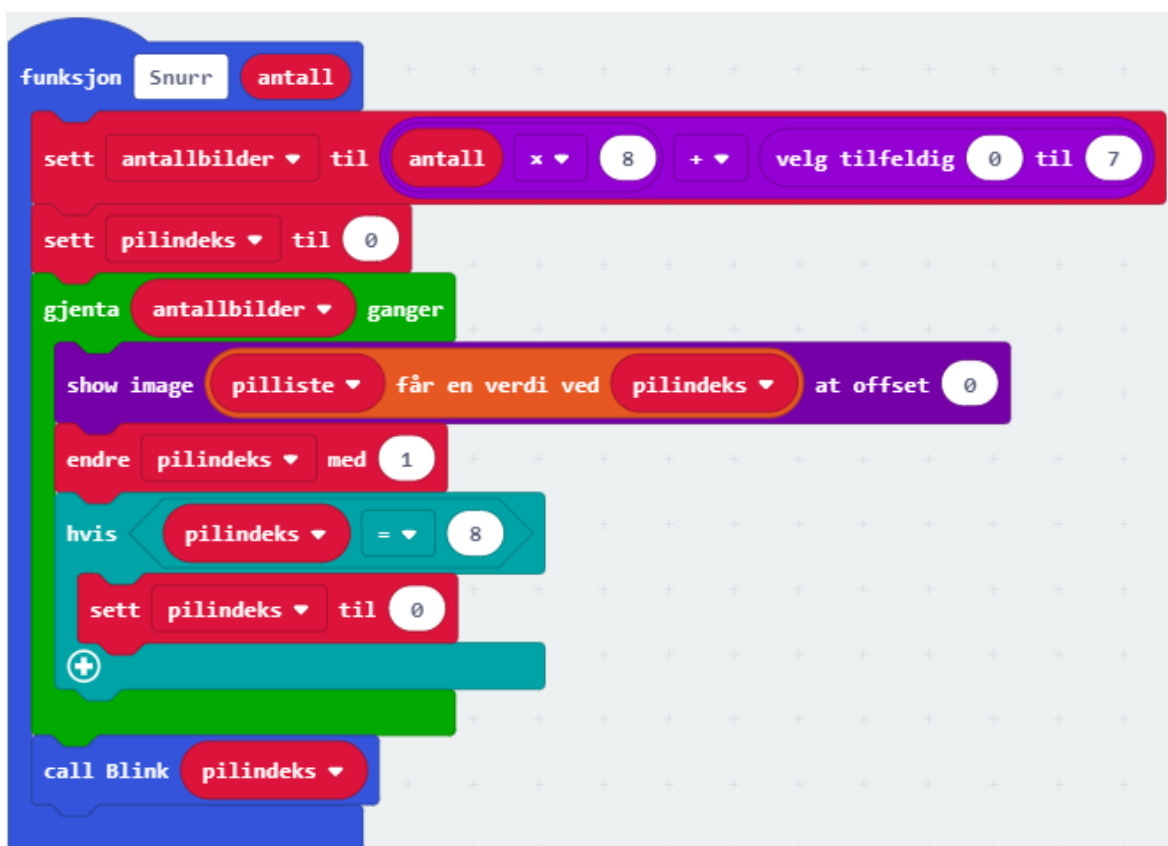 funksjon Snurr antall
sett antallbilder til antall x 8 + velg tilfeldig 0 til 7
sett pilindeks til 0
gjenta antallbilder ganger
show image pilliste får en verdi ved pilindeks at offset 0
endre pilindeks med 1
hvis pilindeks = 8
sett pilindeks til 0
call Blink pilindeks